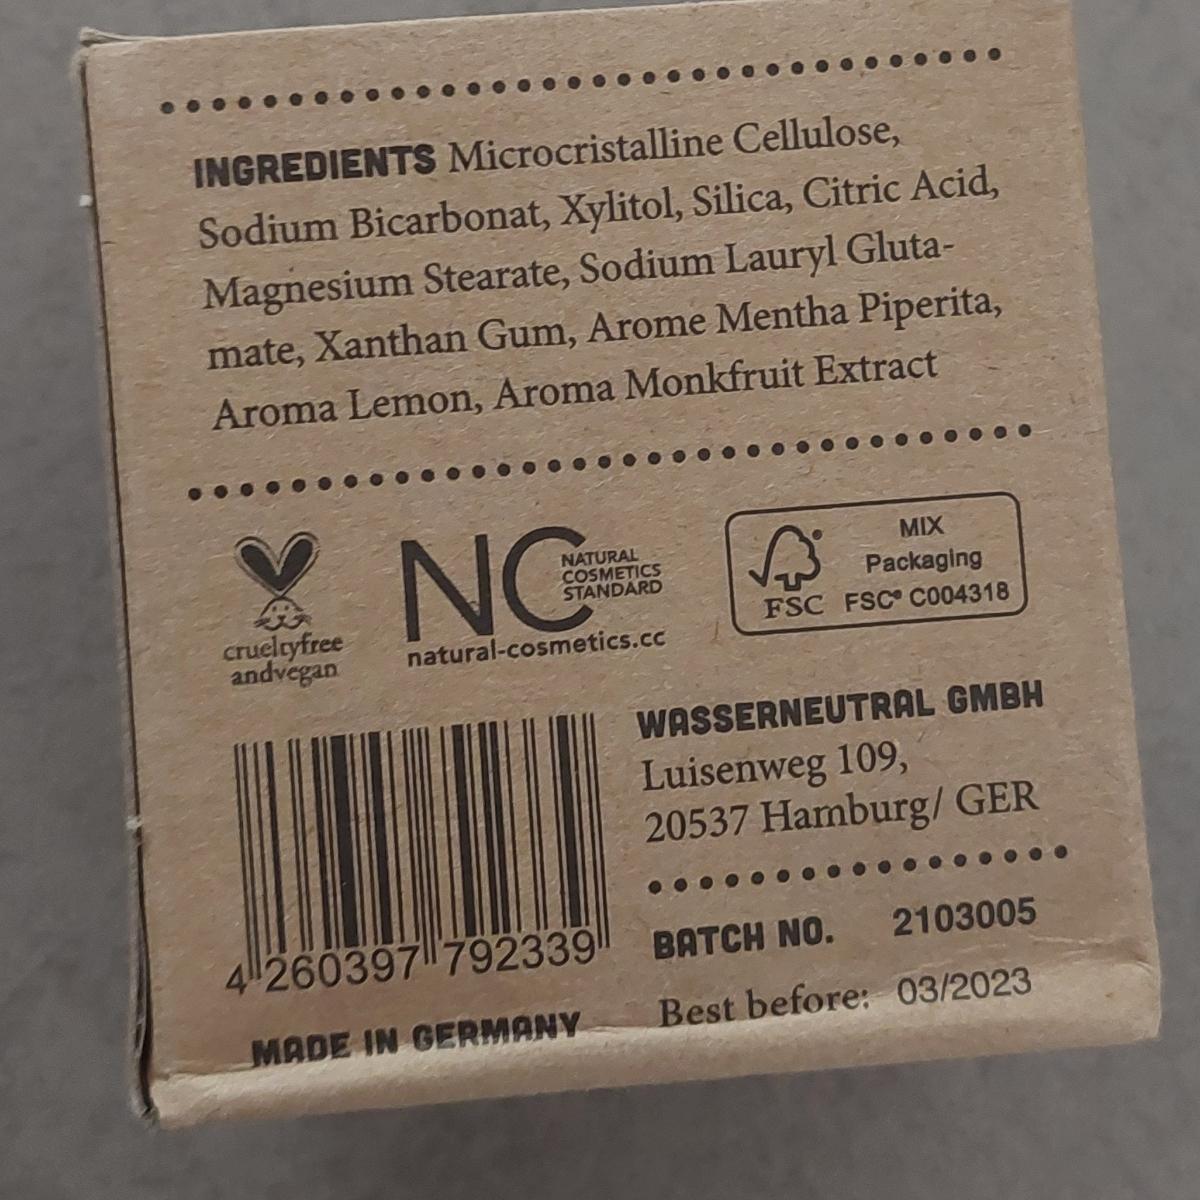 INGREDIENTS Microcristalline Cellulose,
Sodium Bicarbonat, Xylitol, Silica, Citric Acid,
Magnesium Stearate, Sodium Lauryl Gluta-
mate, Xanthan Gum, Arome Mentha Piperita,
Aroma Lemon, Aroma Monkfruit Extract
crueltyfree
andvegan
NC NATURAL
COSMETICS
STANDARD
natural-cosmetics.cc
FSC
MIX
Packaging
FSC® C004318
4 260397 792339
MADE IN GERMANY
WASSERNEUTRAL GMBH
Luisenweg 109,
20537 Hamburg/ GER
BATCH NO. 2103005
Best before: 03/2023